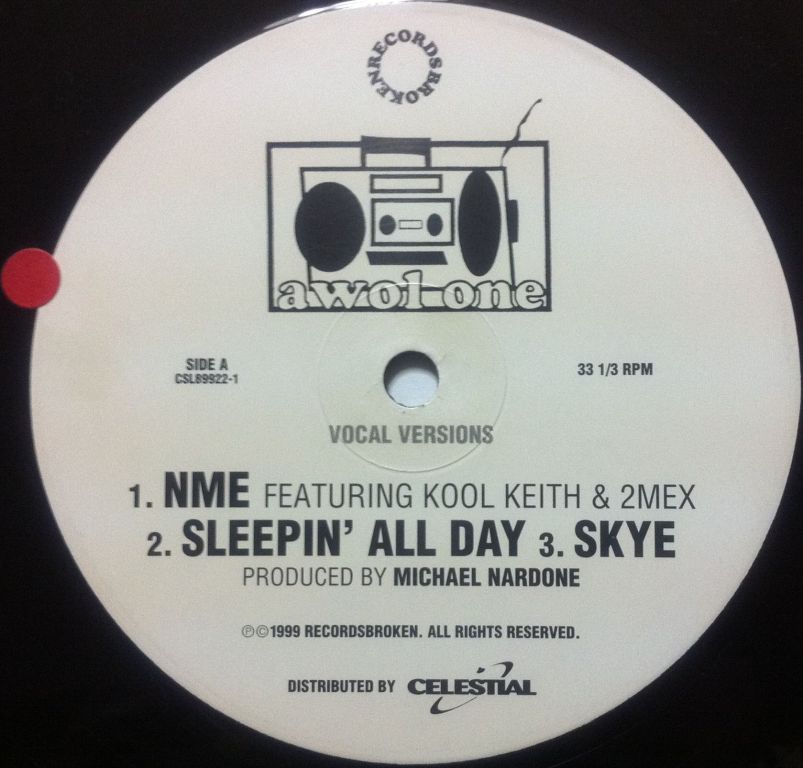 RECORDSBROKEN
awol one
SIDE A
CSL89922-1
33 1/3 RPM
VOCAL VERSIONS
1. NME FEATURING KOOL KEITH & 2MEX
2. SLEEPIN' ALL DAY 3. SKYE
PRODUCED BY MICHAEL NARDONE
℗©1999 RECORDSBROKEN. ALL RIGHTS RESERVED.
DISTRIBUTED BY CELESTIAL